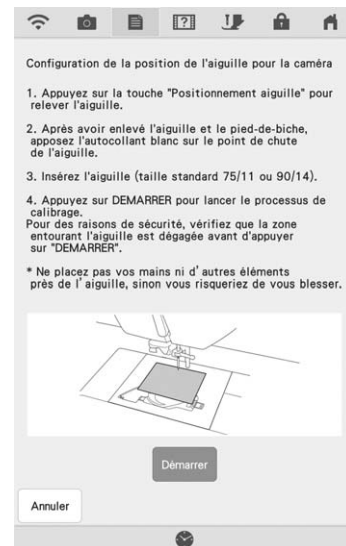 Configuration de la position de l'aiguille pour la caméra
1. Appuyez sur la touche "Positionnement aiguille" pour
relever l'aiguille.
2. Après avoir enlevé l'aiguille et le pied-de-biche,
apposez l'autocollant blanc sur le point de chute
de l'aiguille.
3. Insérez l'aiguille (taille standard 75/11 ou 90/14).
4. Appuyez sur DEMARRER pour lancer le processus de
calibrage.
Pour des raisons de sécurité, vérifiez que la zone
entourant l'aiguille est dégagée avant d'appuyer
sur "DEMARRER".
* Ne placez pas vos mains ni d'autres éléments
près de l'aiguille, sinon vous risqueriez de vous blesser.
Démarrer
Annuler